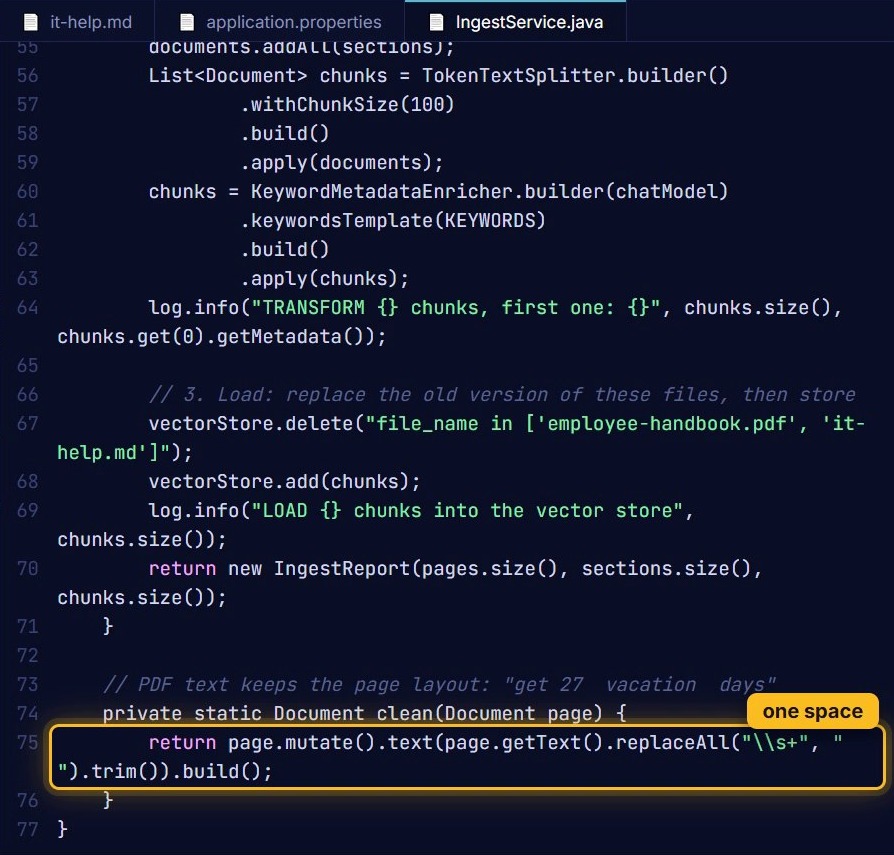 it-help.md application.properties IngestService.java
55 documents.addAll(sections);
56 List<Document> chunks = TokenTextSplitter.builder()
57 .withChunkSize(100)
58 .build()
59 .apply(documents);
60 chunks = KeywordMetadataEnricher.builder(chatModel)
61 .keywordsTemplate(KEYWORDS)
62 .build()
63 .apply(chunks);
64 log.info("TRANSFORM {} chunks, first one: {}", chunks.size(),
chunks.get(0).getMetadata());
65
66 // 3. Load: replace the old version of these files, then store
67 vectorStore.delete("file_name in ['employee-handbook.pdf', 'it-
help.md']");
68 vectorStore.add(chunks);
69 log.info("LOAD {} chunks into the vector store",
chunks.size());
70 return new IngestReport(pages.size(), sections.size(),
chunks.size());
71 }
72
73 // PDF text keeps the page layout: "get 27  vacation  days"
74 private static Document clean(Document page) {
one space
75 return page.mutate().text(page.getText().replaceAll("\\s+", "
").trim()).build();
76 }
77 }